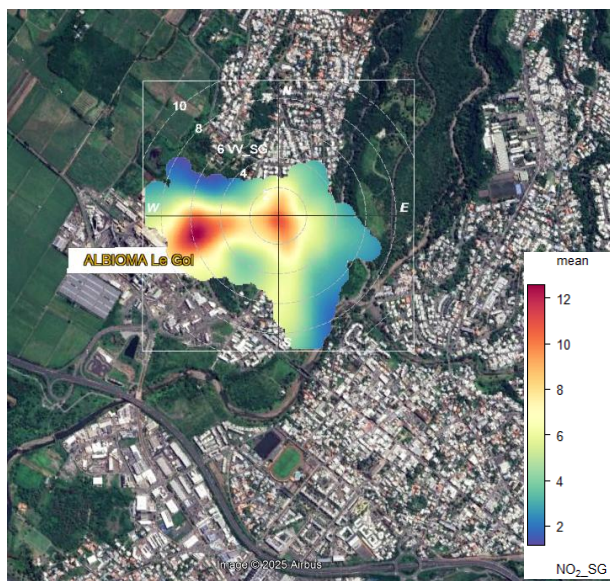 N
10
8
6 VV_SG
4
W
E
S
ALBIOMA Le Gol
mean
12
10
8
6
4
2
NO₂_SG
Image © 2025 Airbus